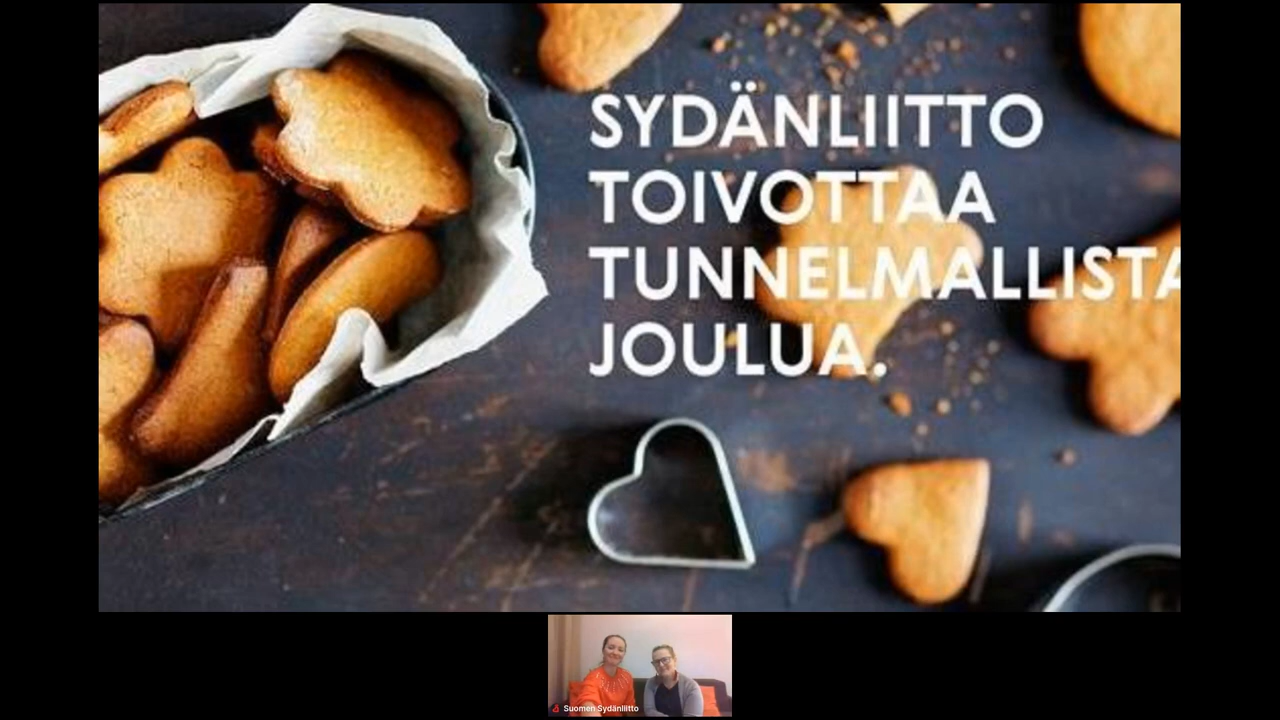 SYDÄNLIITTO
TOIVOTTAA
TUNNELMALLISTA
JOULUA.
Suomen Sydänliitto